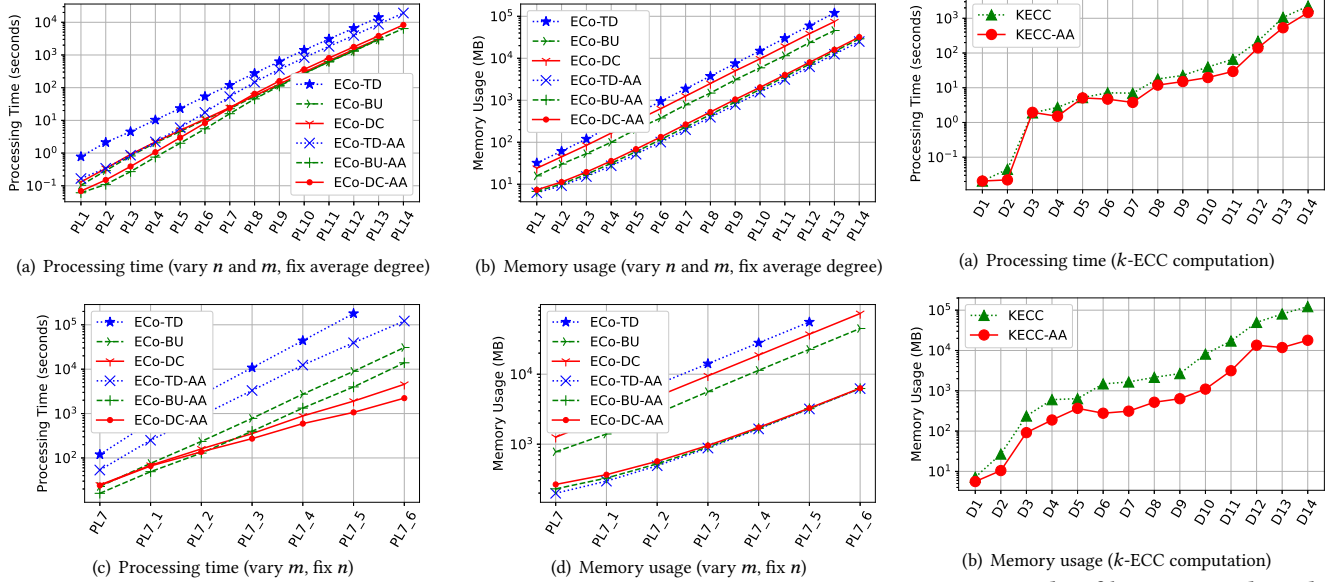 Processing Time (seconds)
10^4
10^3
10^2
10^1
10^0
10^−1
ECo-TD
ECo-BU
ECo-DC
ECo-TD-AA
ECo-BU-AA
ECo-DC-AA
PL1 PL2 PL3 PL4 PL5 PL6 PL7 PL8 PL9 PL10 PL11 PL12 PL13 PL14
(a) Processing time (vary n and m, fix average degree)
Memory Usage (MB)
10^5
10^4
10^3
10^2
10^1
ECo-TD
ECo-BU
ECo-DC
ECo-TD-AA
ECo-BU-AA
ECo-DC-AA
PL1 PL2 PL3 PL4 PL5 PL6 PL7 PL8 PL9 PL10 PL11 PL12 PL13 PL14
(b) Memory usage (vary n and m, fix average degree)
Processing Time (seconds)
10^3
10^2
10^1
10^0
10^−1
KECC
KECC-AA
D1 D2 D3 D4 D5 D6 D7 D8 D9 D10 D11 D12 D13 D14
(a) Processing time (k-ECC computation)
Processing Time (seconds)
10^5
10^4
10^3
10^2
ECo-TD
ECo-BU
ECo-DC
ECo-TD-AA
ECo-BU-AA
ECo-DC-AA
PL7 PL7_1 PL7_2 PL7_3 PL7_4 PL7_5 PL7_6
(c) Processing time (vary m, fix n)
Memory Usage (MB)
10^4
10^3
ECo-TD
ECo-BU
ECo-DC
ECo-TD-AA
ECo-BU-AA
ECo-DC-AA
PL7 PL7_1 PL7_2 PL7_3 PL7_4 PL7_5 PL7_6
(d) Memory usage (vary m, fix n)
Memory Usage (MB)
10^5
10^4
10^3
10^2
10^1
KECC
KECC-AA
D1 D2 D3 D4 D5 D6 D7 D8 D9 D10 D11 D12 D13 D14
(b) Memory usage (k-ECC computation)